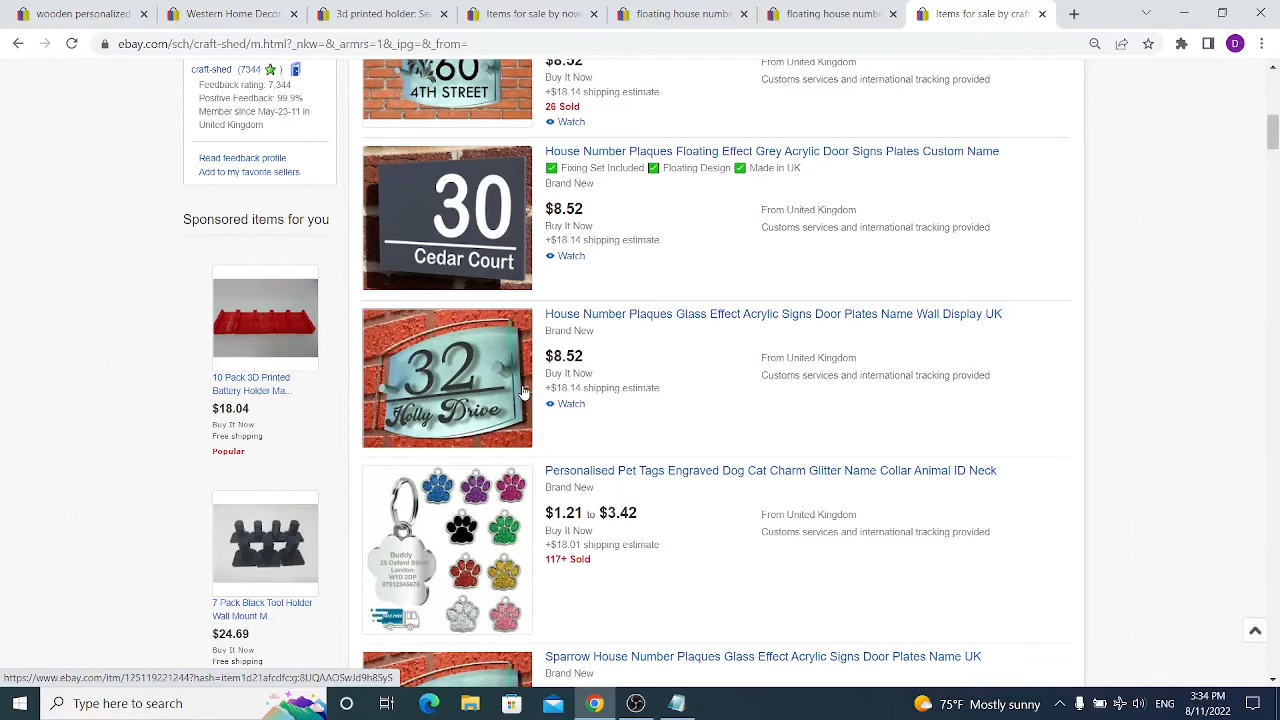 wooden personalized
Western Home Decor
3d printed: Se
Items for sale by
floating house numbe
floating house numbe
Items for sale by craft
ebay.com/sch/craft-shed/m.html?_nkw=&_armrs=1&_ipg=&_from=
craft-shed (7344 )
Feedback rating: 7,344
Positive Feedback: 99.9%
Member since May-23-11 in
United Kingdom
Read feedback profile
Add to my favorite sellers
Sponsored items for you
10 Pack 3D Printed
Battery Holder Ma...
$18.04
Buy It Now
Free shipping
Popular
7 Pack Black Tool Holder
Wall Mount M...
$24.69
Buy It Now
Free shipping
60
4TH STREET
$8.52
Buy It Now
+$18.14 shipping estimate
26 Sold
Watch
From United Kingdom
Customs services and international tracking provided
30
Cedar Court
House Number Plaques Floating Effect Grey Acrylic Door Signs Plates Custom Name
Fixing Set Included Floating Design Made in UK
Brand New
$8.52
Buy It Now
+$18.14 shipping estimate
Watch
From United Kingdom
Customs services and international tracking provided
32
Holly Drive
House Number Plaques Glass Effect Acrylic Signs Door Plates Name Wall Display UK
Brand New
$8.52
Buy It Now
+$18.14 shipping estimate
Watch
From United Kingdom
Customs services and international tracking provided
Buddy
25 Oxford Street
London
W1D 2DP
07512345678
Personalised Pet Tags Engraved Dog Cat Charm Glitter Name Collar Animal ID Neck
Brand New
$1.21 to $3.42
Buy It Now
+$18.01 shipping estimate
117+ Sold
From United Kingdom
Customs services and international tracking provided
Sparrow House Number Plaques Glass Effect Acrylic Signs Door Plates Name UK
Brand New
Type here to search
78°F Mostly sunny
ENG
3:34 PM
8/11/2022